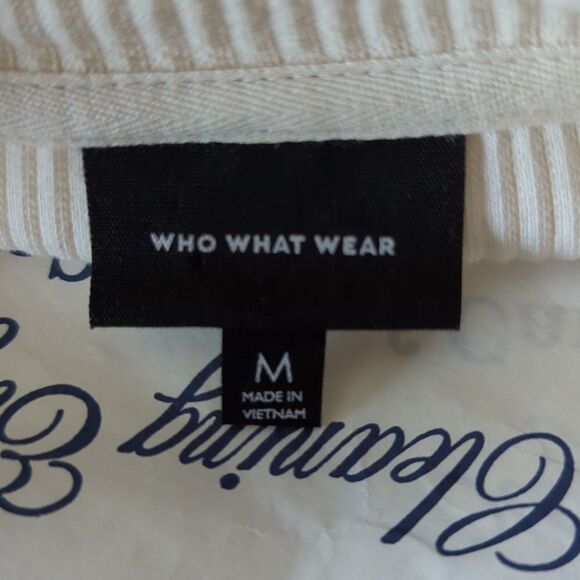 WHO WHAT WEAR
M
MADE IN
VIETNAM
Cleaning